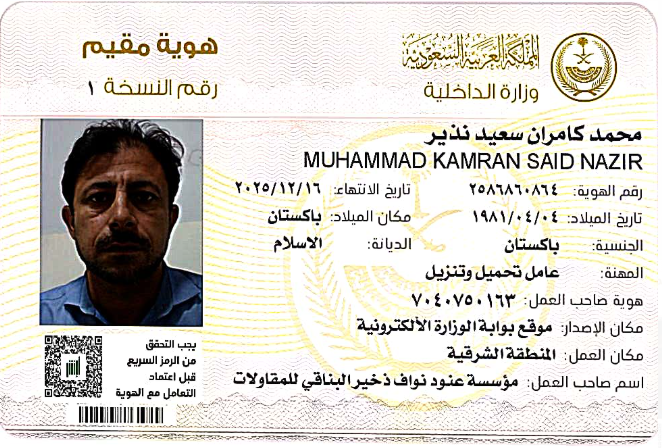 المملكة العربية السعودية
وزارة الداخلية
هوية مقيم
رقم النسخة ١
محمد كامران سعيد نذير
MUHAMMAD KAMRAN SAID NAZIR
رقم الهوية: ٢٥٨٦٨٦٠٨٦٤ تاريخ الانتهاء: ٢٠٢٥/١٢/١٦
تاريخ الميلاد: ١٩٨١/٠٤/٠٤ مكان الميلاد: باكستان
الجنسية: باكستان الديانة: الاسلام
المهنة: عامل تحميل وتنزيل
هوية صاحب العمل: ٧٠٤٠٧٥٠١٦٣
مكان الإصدار: موقع بوابة الوزارة الألكترونية
مكان العمل: المنطقة الشرقية
اسم صاحب العمل: مؤسسة عنود نواف ذخير البناقي للمقاولات
يجب التحقق
من الرمز السريع
قبل اعتماد
التعامل مع الهوية